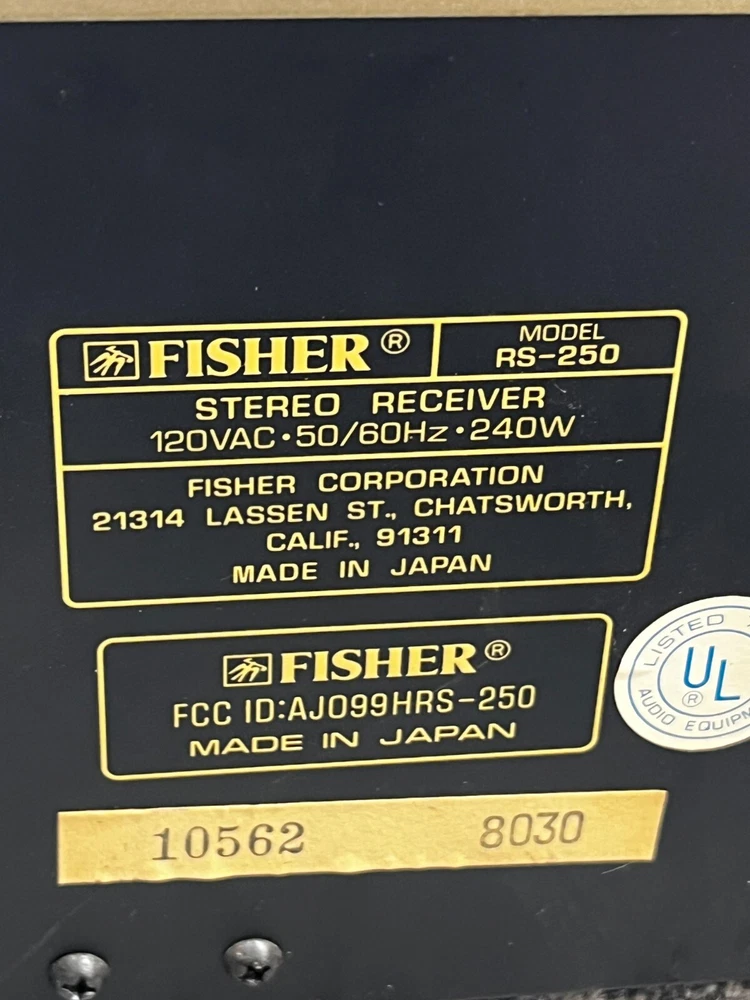 FISHER®
MODEL
RS-250
STEREO RECEIVER
120VAC·50/60Hz·240W
FISHER CORPORATION
21314 LASSEN ST., CHATSWORTH,
CALIF., 91311
MADE IN JAPAN
FISHER®
FCC ID:AJO99HRS-250
MADE IN JAPAN
LISTED
UL®
AUDIO
10562 8030